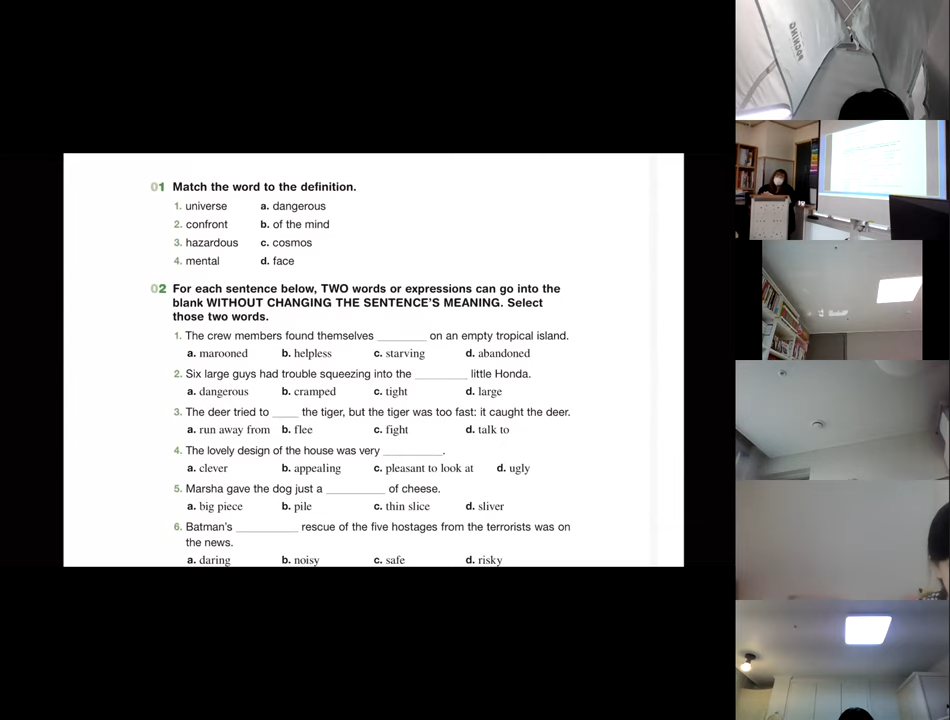 01 Match the word to the definition.
1. universe a. dangerous
2. confront b. of the mind
3. hazardous c. cosmos
4. mental d. face
02 For each sentence below, TWO words or expressions can go into the
blank WITHOUT CHANGING THE SENTENCE'S MEANING. Select
those two words.
1. The crew members found themselves ________ on an empty tropical island.
a. marooned b. helpless c. starving d. abandoned
2. Six large guys had trouble squeezing into the ________ little Honda.
a. dangerous b. cramped c. tight d. large
3. The deer tried to ____ the tiger, but the tiger was too fast: it caught the deer.
a. run away from b. flee c. fight d. talk to
4. The lovely design of the house was very _________.
a. clever b. appealing c. pleasant to look at d. ugly
5. Marsha gave the dog just a _________ of cheese.
a. big piece b. pile c. thin slice d. sliver
6. Batman's _________ rescue of the five hostages from the terrorists was on
the news.
a. daring b. noisy c. safe d. risky